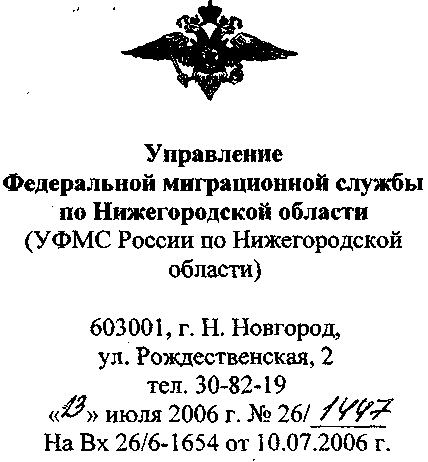 Управление
Федеральной миграционной службы
по Нижегородской области
(УФМС России по Нижегородской
области)
603001, г. Н. Новгород,
ул. Рождественская, 2
тел. 30-82-19
«13» июля 2006 г. № 26/ 1447
На Вх 26/6-1654 от 10.07.2006 г.